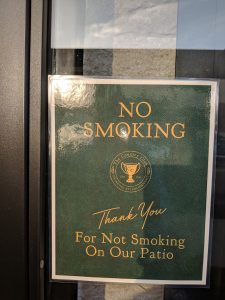 NO
SMOKING
Thank You
For Not Smoking
On Our Patio